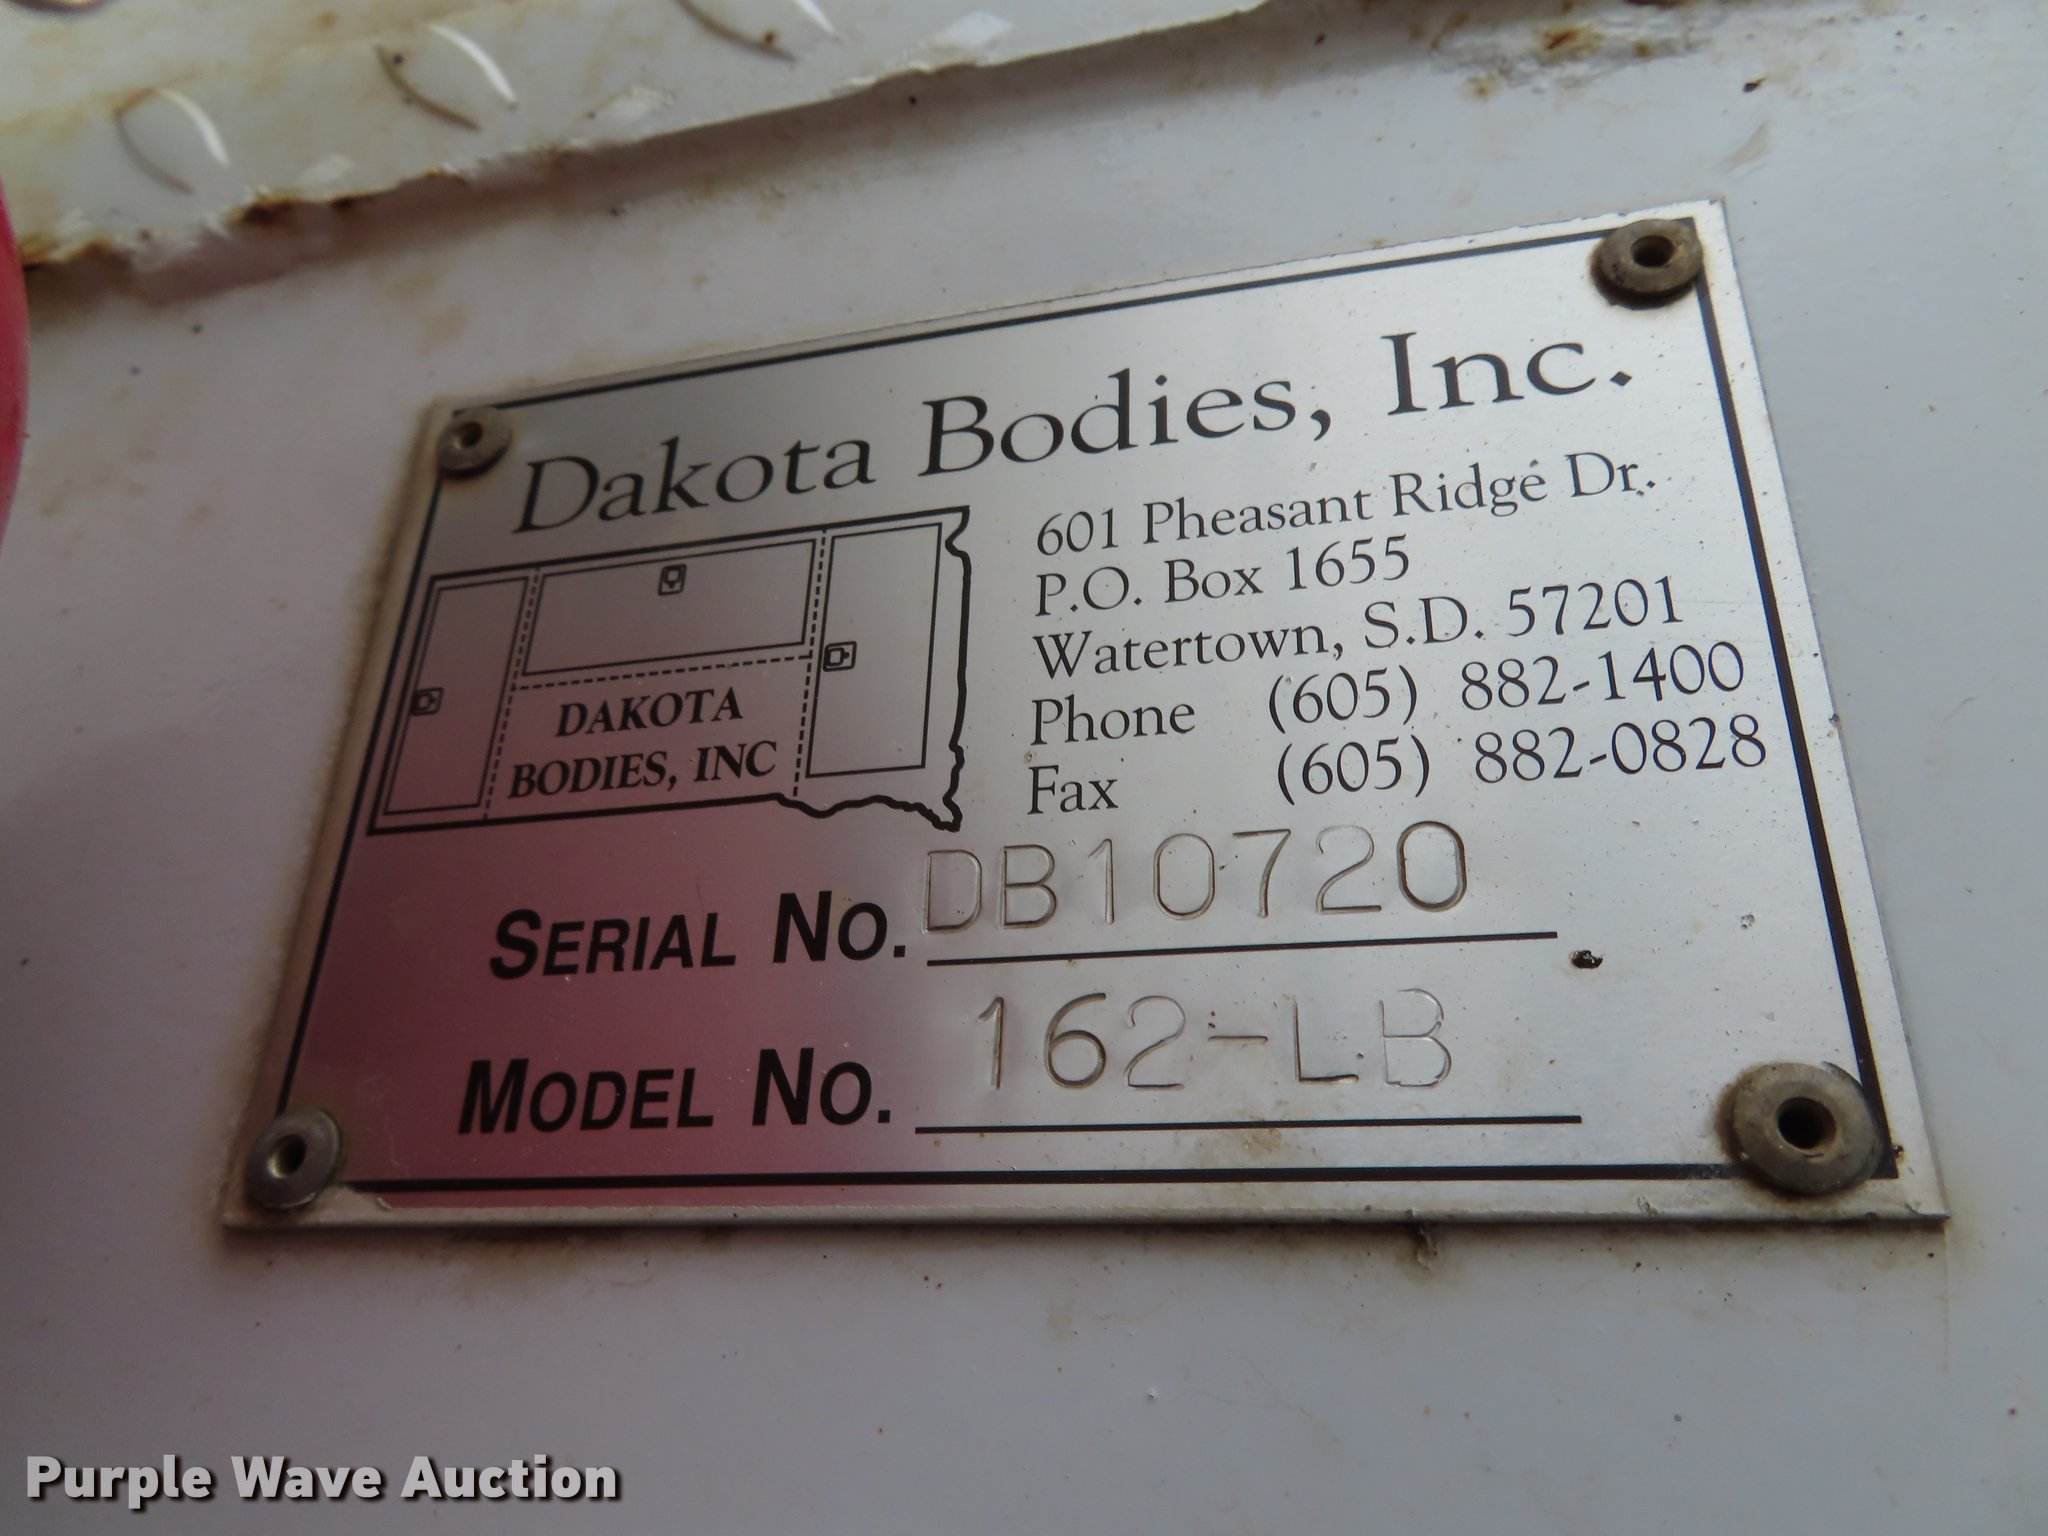 Dakota Bodies, Inc.
601 Pheasant Ridge Dr.
P.O. Box 1655
Watertown, S.D. 57201
Phone (605) 882-1400
Fax (605) 882-0828
DAKOTA
BODIES, INC
SERIAL NO. DB10720
MODEL NO. 162-LB
Purple Wave Auction